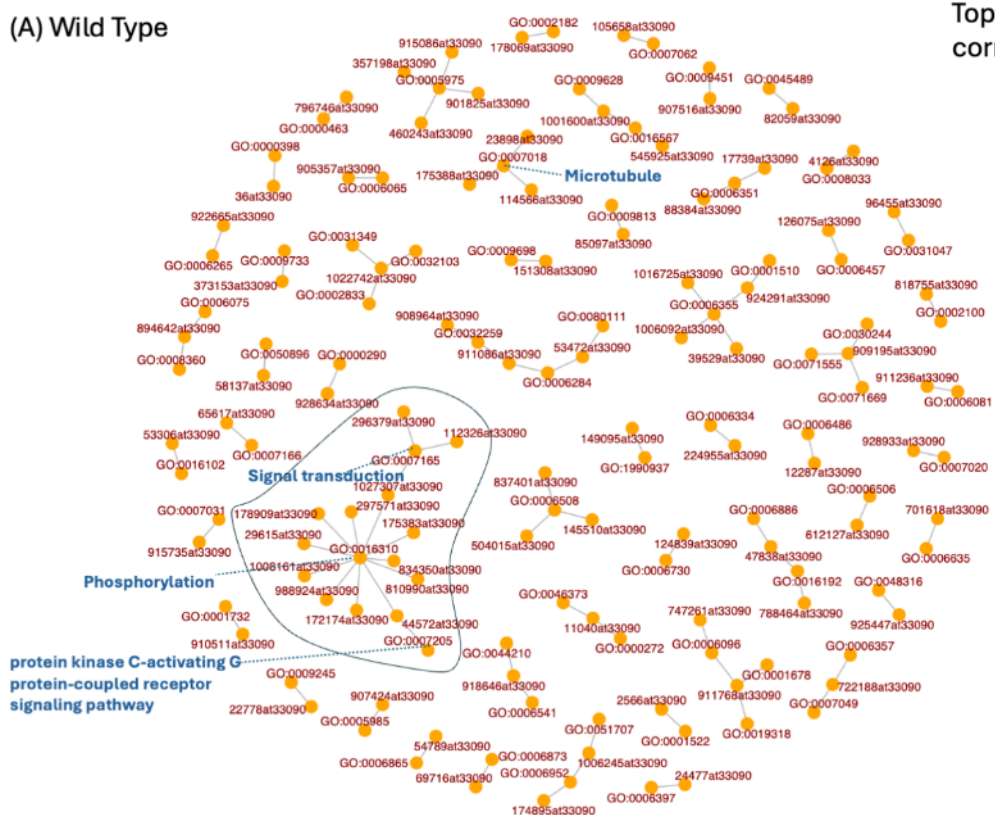 (A) Wild Type
Top
corr
GO:0002182
178069at33090
105658at33090
GO:0007062
915086at33090
357198at33090
GO:0005975
901825at33090
460243at33090
GO:0009628
1001600at33090
GO:0016567
545925at33090
GO:0009451
907516at33090
GO:0045489
82059at33090
796746at33090
GO:0000463
23898at33090
GO:0007018
175388at33090
114566at33090
Microtubule
GO:0000398
36at33090
905357at33090
GO:0006065
17739at33090
GO:0006351
88384at33090
4126at33090
GO:0008033
922665at33090
GO:0006265
GO:0009813
85097at33090
126075at33090
GO:0006457
96455at33090
GO:0031047
GO:0009733
373153at33090
GO:0031349
GO:0032103
1022742at33090
GO:0002833
GO:0009698
151308at33090
1016725at33090
GO:0001510
924291at33090
GO:0006355
1006092at33090
39529at33090
818755at33090
GO:0002100
GO:0006075
894642at33090
GO:0008360
908964at33090
GO:0032259
911086at33090
GO:0080111
53472at33090
GO:0006284
GO:0030244
909195at33090
GO:0071555
GO:0071669
911236at33090
GO:0006081
GO:0050896
58137at33090
GO:0000290
928634at33090
65617at33090
GO:0007166
53306at33090
GO:0016102
296379at33090
112326at33090
GO:0007165
Signal transduction
149095at33090
GO:1990937
GO:0006334
224955at33090
GO:0006486
12287at33090
928933at33090
GO:0007020
1027307at33090
297571at33090
178909at33090
175383at33090
29615at33090
GO:0016310
1008161at33090
834350at33090
810990at33090
988924at33090
172174at33090
44572at33090
GO:0007205
Phosphorylation
837401at33090
GO:0006508
145510at33090
504015at33090
GO:0006506
612127at33090
701618at33090
GO:0006635
GO:0007031
915735at33090
124839at33090
GO:0006730
GO:0006886
47838at33090
GO:0016192
788464at33090
GO:0048316
925447at33090
GO:0001732
910511at33090
GO:0046373
11040at33090
GO:0000272
747261at33090
GO:0006096
GO:0001678
911768at33090
GO:0019318
GO:0006357
722188at33090
GO:0007049
protein kinase C-activating G
protein-coupled receptor
signaling pathway
GO:0044210
918646at33090
GO:0006541
GO:0009245
22778at33090
907424at33090
GO:0005985
2566at33090
GO:0001522
54789at33090
GO:0006865
GO:0006873
69716at33090
GO:0051707
1006245at33090
GO:0006952
174895at33090
24477at33090
GO:0006397